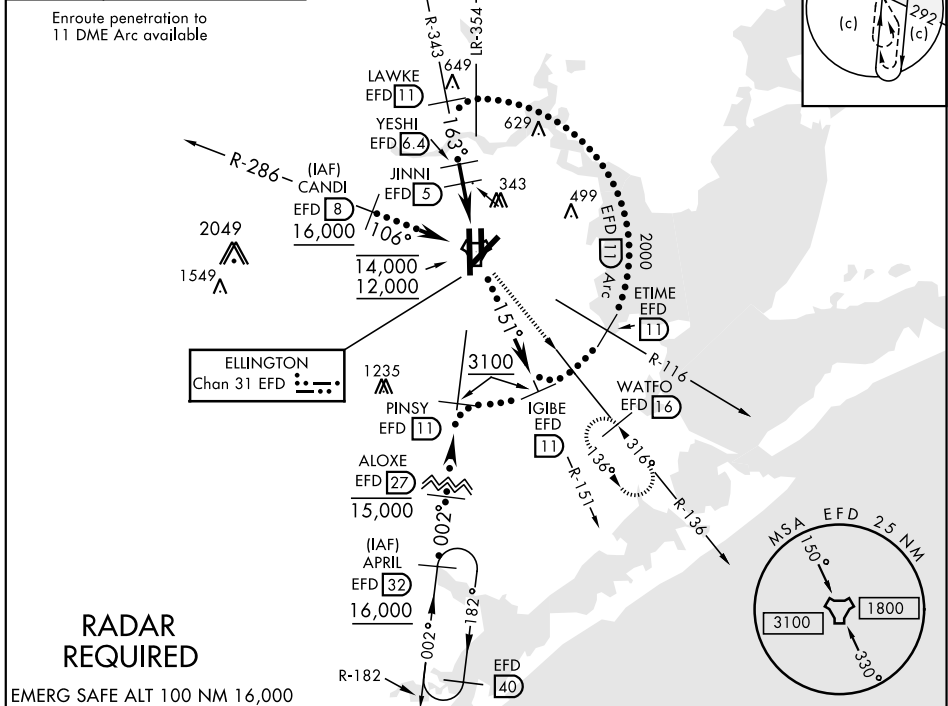 Enroute penetration to
11 DME Arc available
R-343
LR-354
(c)
292
(c)
649
LAWKE
EFD 11
629
YESHI
EFD 6.4
163°
JINNI
EFD 5
343
499
R-286
(IAF)
CANDI
EFD 8
16,000
106°
2049
1549
14,000
12,000
EFD 11 Arc
2000
ETIME
EFD
11
R-116
151°
ELLINGTON
Chan 31 EFD
1235
3100
PINSY
EFD 11
IGIBE
EFD
11
WATFO
EFD 16
316°
136°
R-151
R-136
ALOXE
EFD 27
15,000
002°
(IAF)
APRIL
EFD 32
16,000
002°
182°
R-182
EFD
40
MSA EFD 25 NM
150°
3100
1800
330°
RADAR
REQUIRED
EMERG SAFE ALT 100 NM 16,000